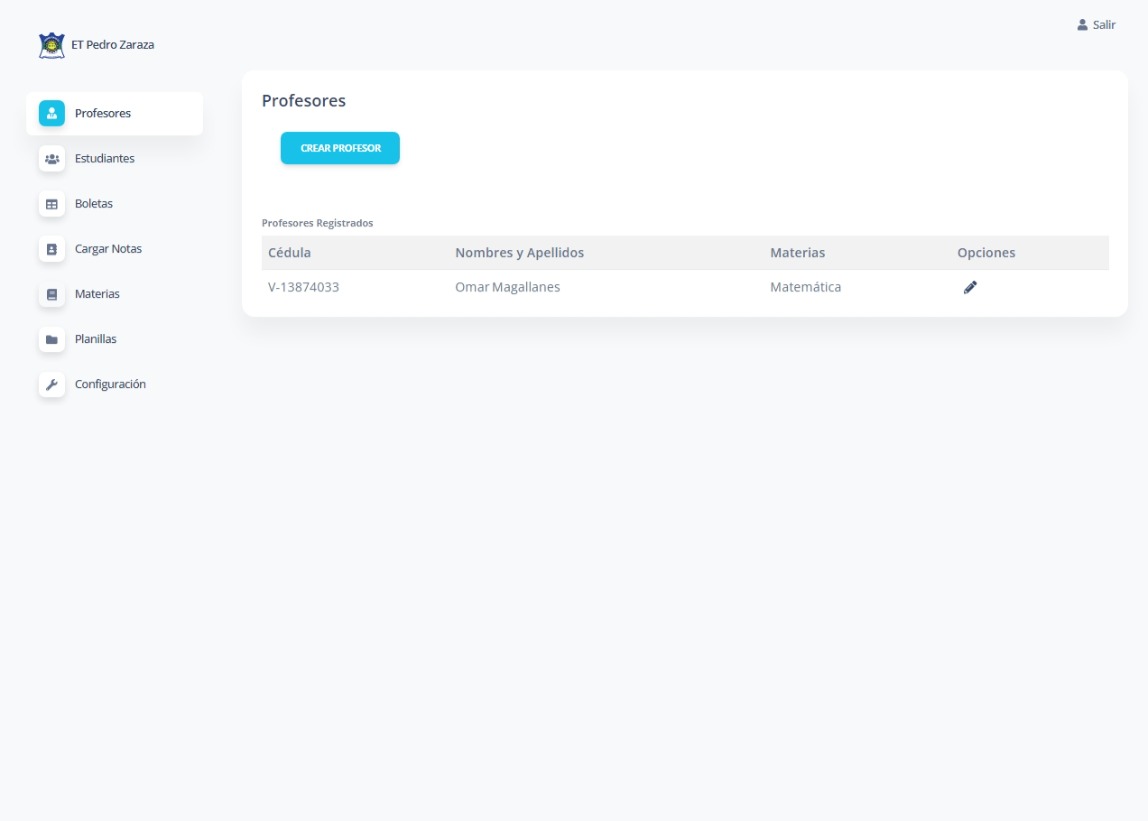 Salir
ET Pedro Zaraza
Profesores
Estudiantes
Boletas
Cargar Notas
Materias
Planillas
Configuración
Profesores
CREAR PROFESOR
Profesores Registrados
Cédula Nombres y Apellidos Materias Opciones
V-13874033 Omar Magallanes Matemática